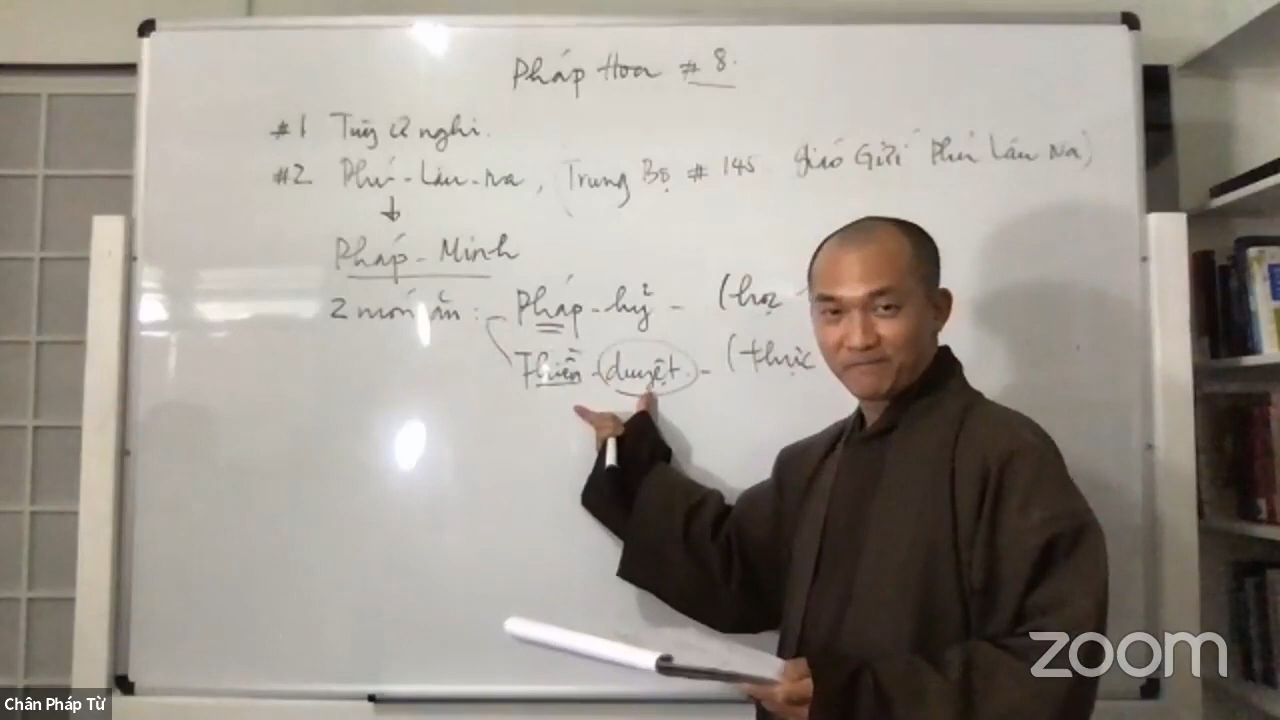 Pháp Hoa # 8.
#1 Tùy cơ nghi.
#2 Phú-Lâu-na, (Trung Bộ # 145 giáo Giới Phú Lâu Na)
↓
Pháp-Minh
2 món ăn : - Pháp-hỷ - (học
Thiền-duyệt. - (thực
zoom
Chân Pháp Từ